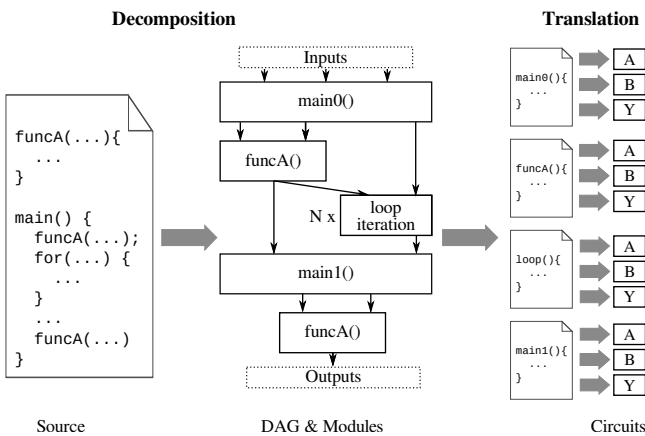 Decomposition
Translation
funcA(...){
...
}
main() {
funcA(...);
for(...) {
...
}
...
funcA(...)
}
Source
Inputs
main0()
funcA()
N x
loop
iteration
main1()
funcA()
Outputs
DAG & Modules
main0(){
...
}
A
B
Y
funcA(){
...
}
A
B
Y
loop(){
...
}
A
B
Y
main1(){
...
}
A
B
Y
Circuits